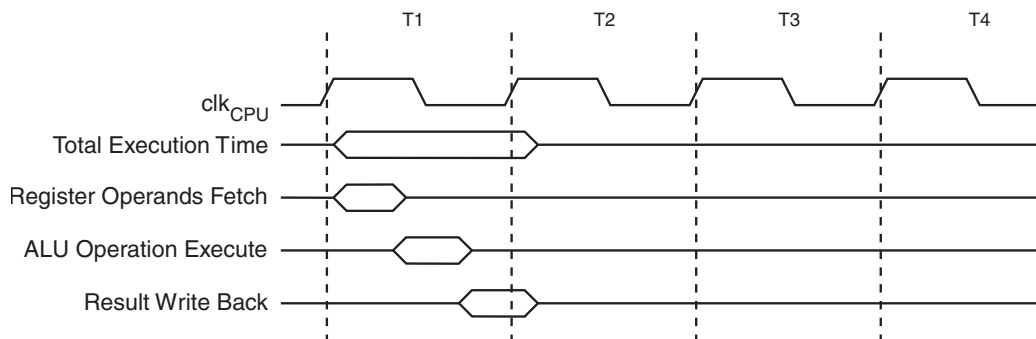 T1 T2 T3 T4
clkCPU
Total Execution Time
Register Operands Fetch
ALU Operation Execute
Result Write Back